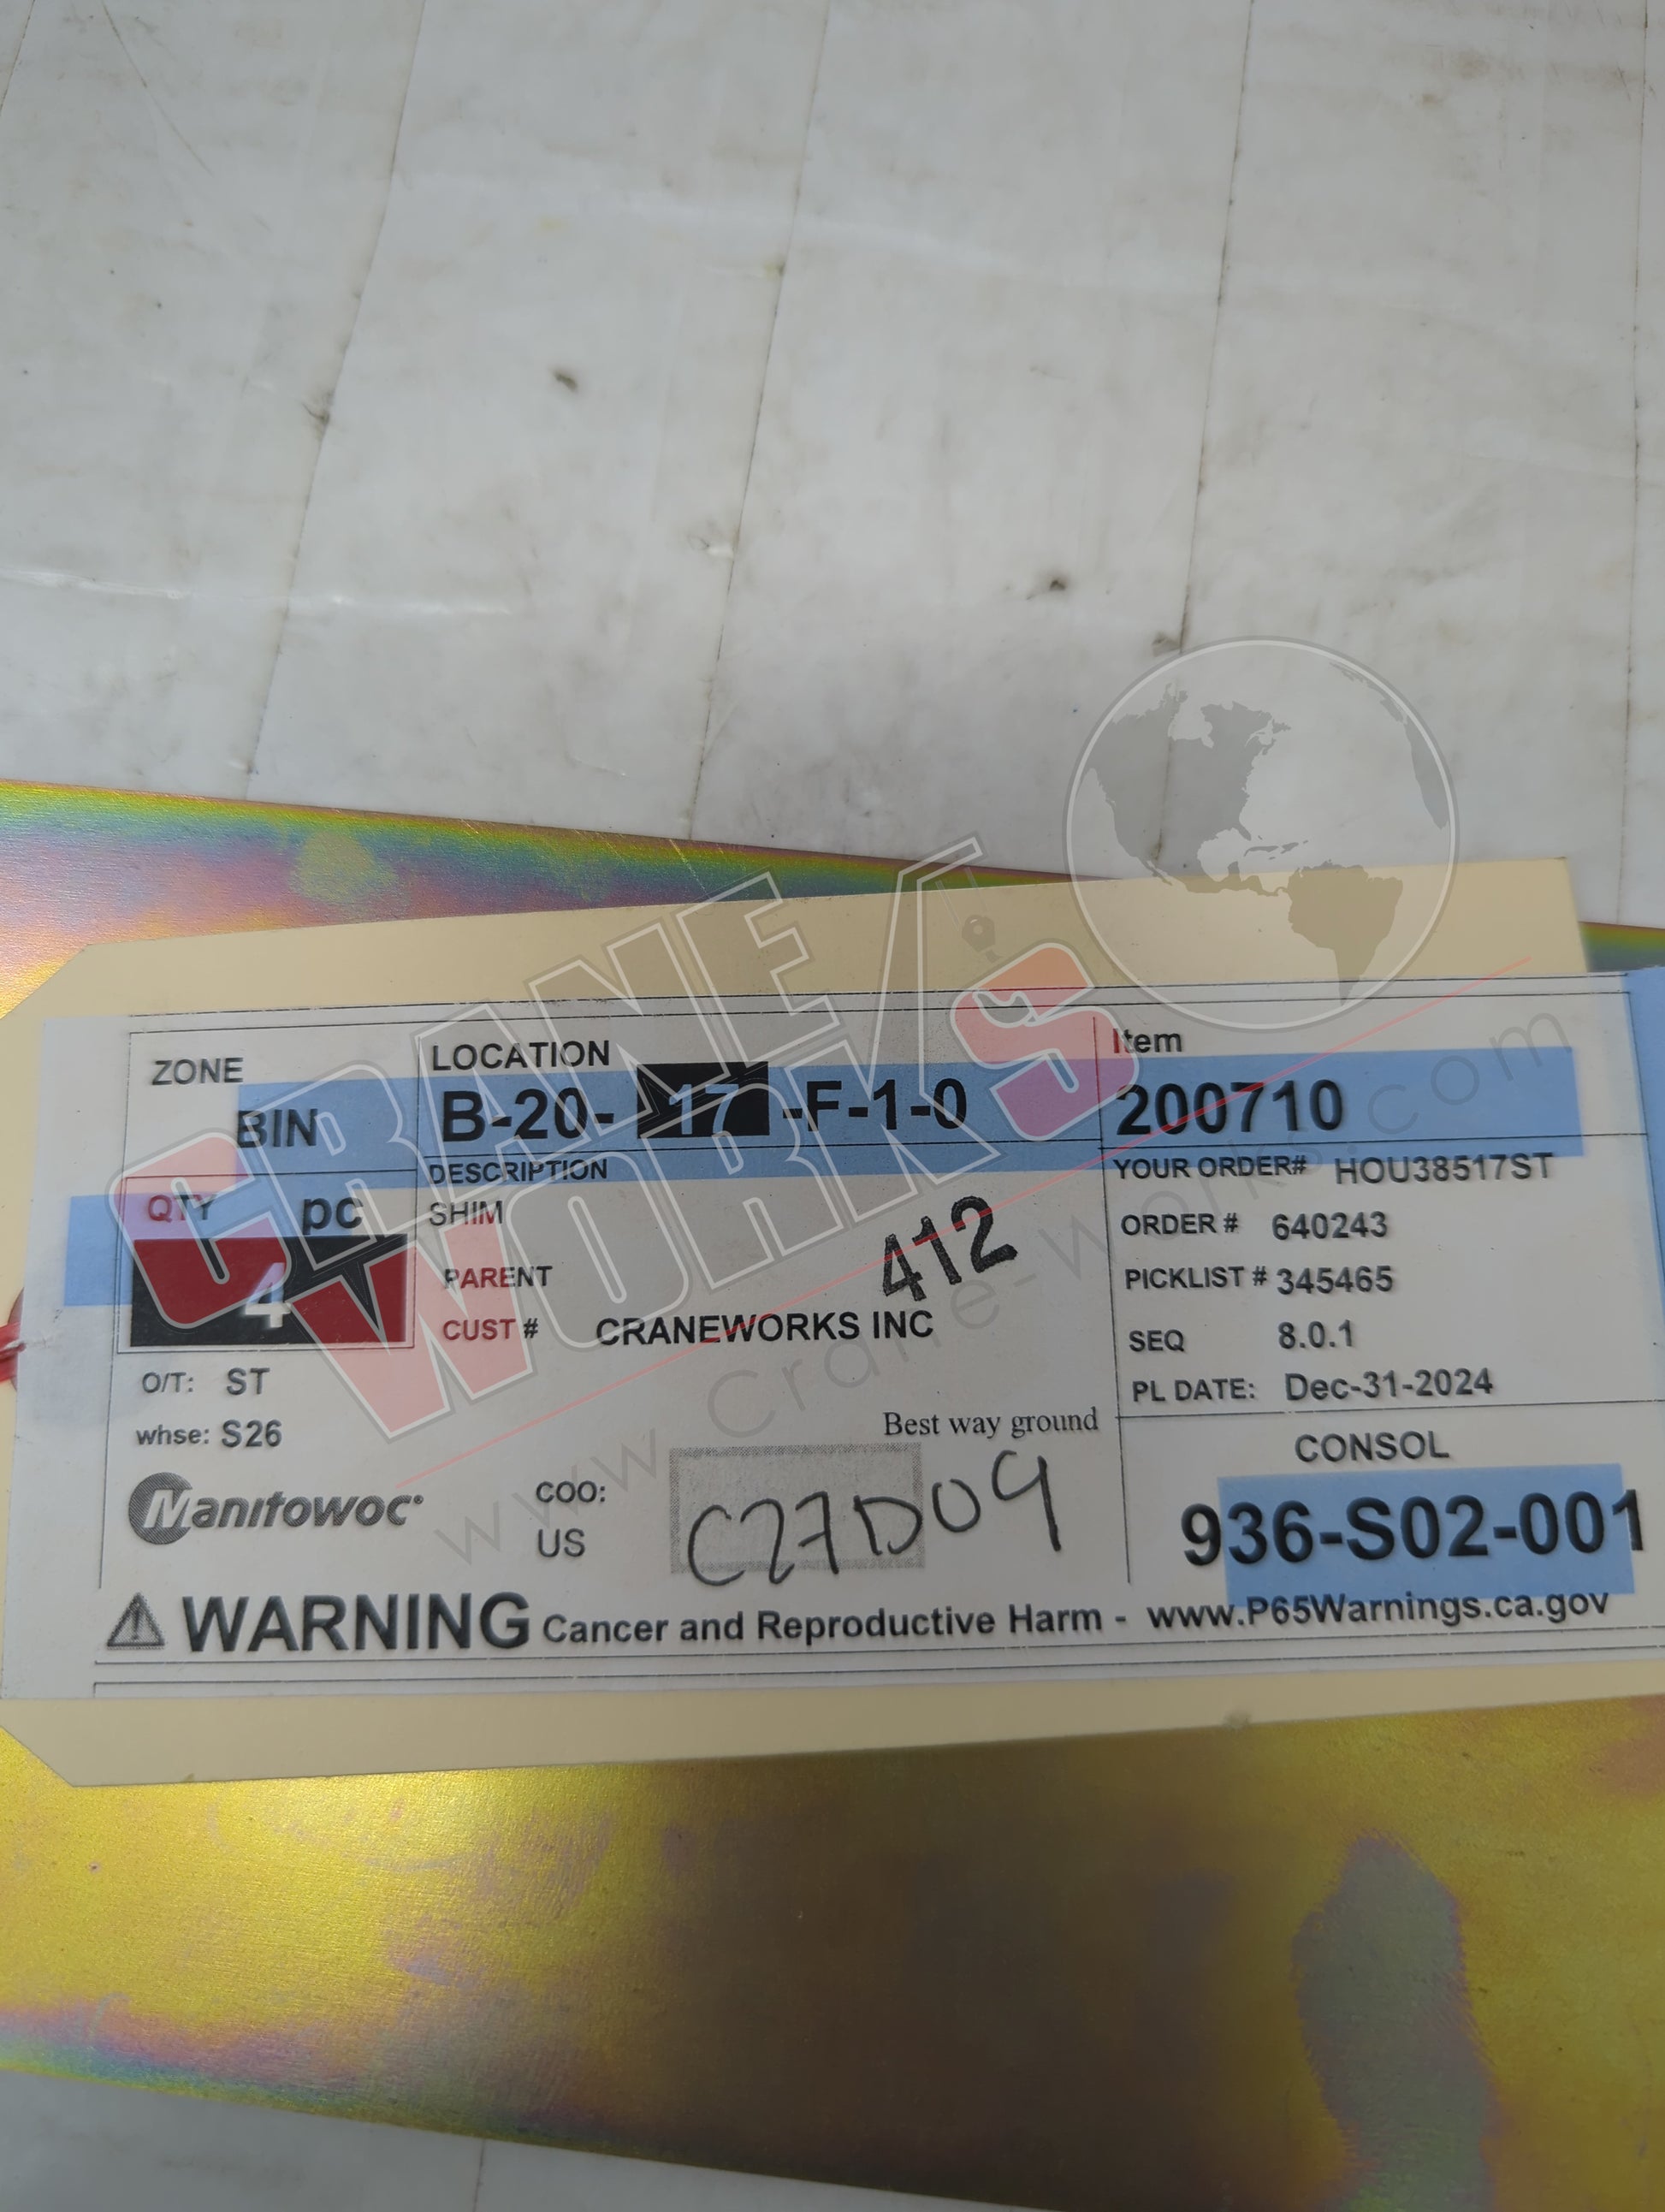 ZONE
BIN
LOCATION
B-20- 17 -F-1-0
Item
200710
QTY pc
4
DESCRIPTION
SHIM
PARENT
412
CUST # CRANEWORKS INC
YOUR ORDER# HOU38517ST
ORDER # 640243
PICKLIST # 345465
SEQ 8.0.1
PL DATE: Dec-31-2024
O/T: ST
whse: S26
Best way ground
Manitowoc
COO:
US
C27D09
CONSOL
936-S02-001
WARNING Cancer and Reproductive Harm - www.P65Warnings.ca.gov
CRANE
WORKS
www.crane-works.com